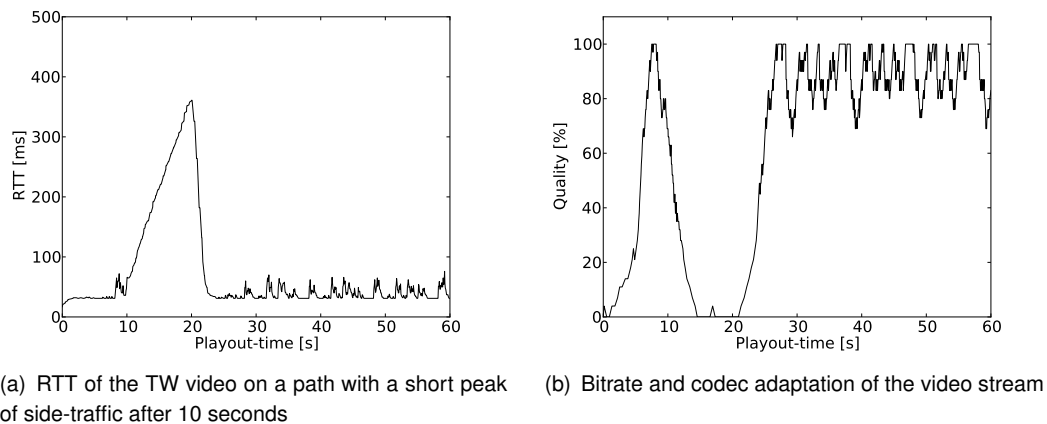 500
400
300
200
100
0
RTT [ms]
0 10 20 30 40 50 60
Playout-time [s]
100
80
60
40
20
0
Quality [%]
0 10 20 30 40 50 60
Playout-time [s]
(a) RTT of the TW video on a path with a short peak
of side-traffic after 10 seconds
(b) Bitrate and codec adaptation of the video stream